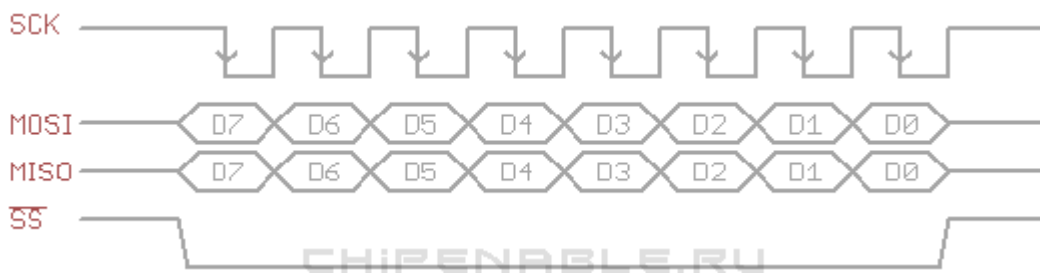 SCK
MOSI D7 D6 D5 D4 D3 D2 D1 D0
MISO D7 D6 D5 D4 D3 D2 D1 D0
SS
CHIPENABLE.RU